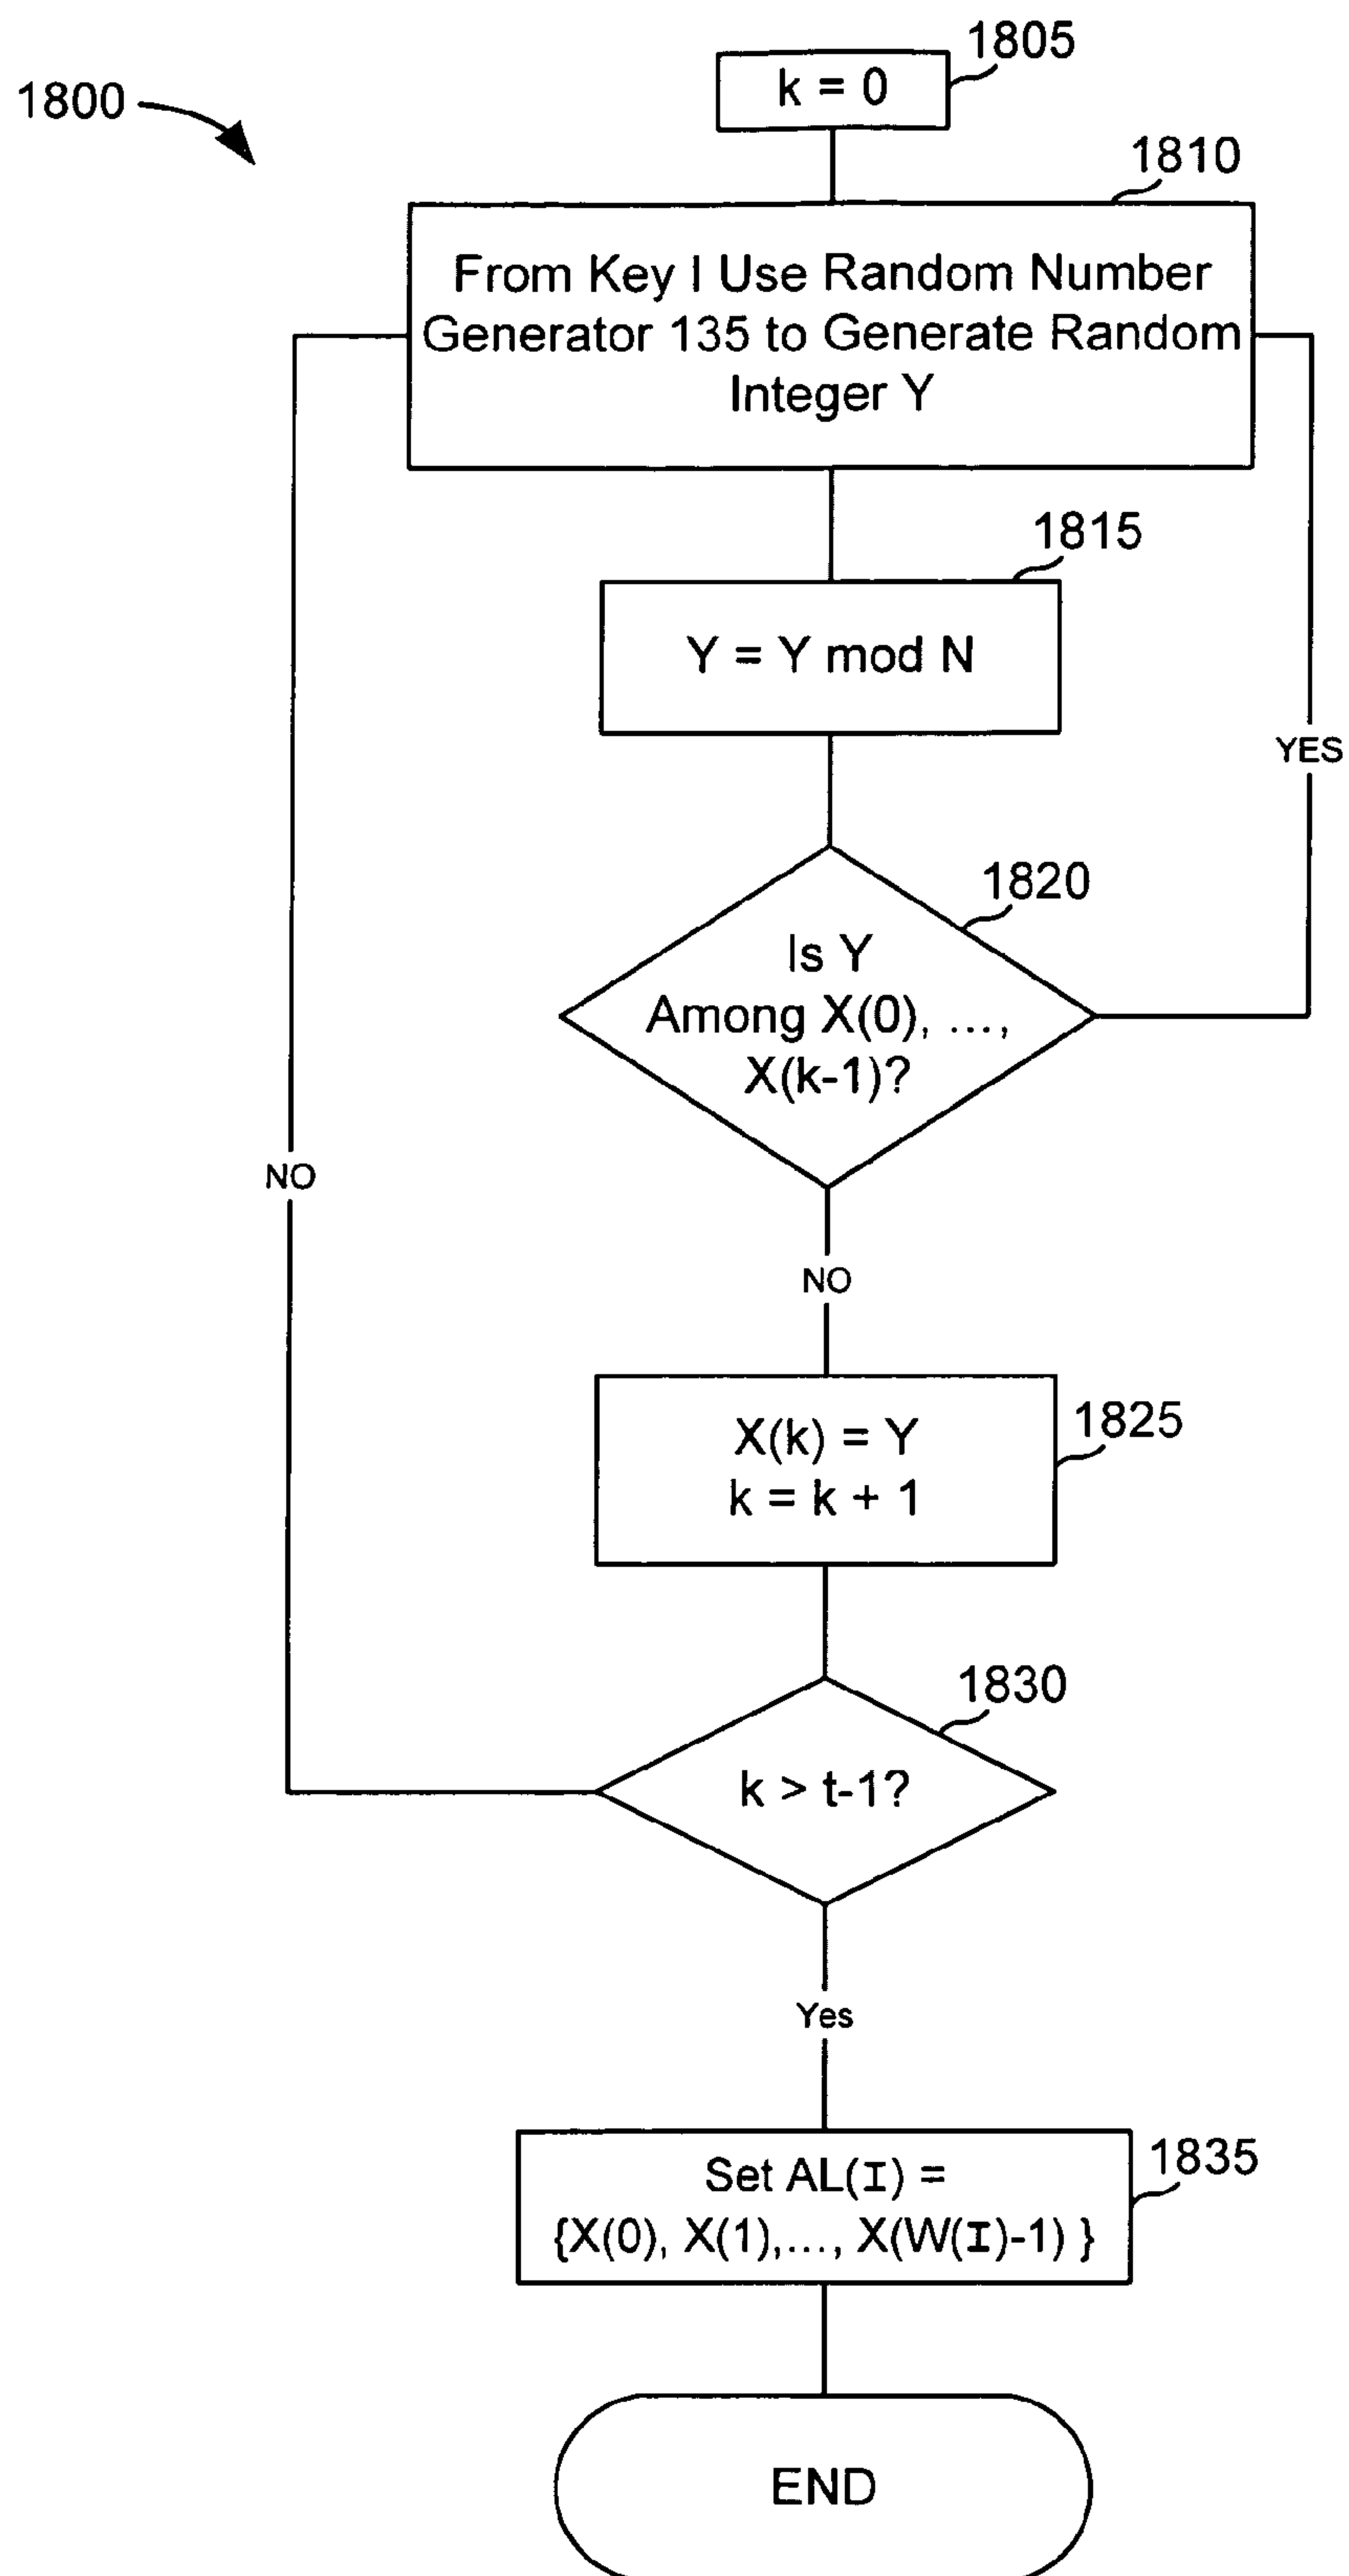 1800
1805
k = 0
1810
From Key I Use Random Number
Generator 135 to Generate Random
Integer Y
1815
Y = Y mod N
YES
1820
Is Y
Among X(0), ...,
X(k-1)?
NO
NO
1825
X(k) = Y
k = k + 1
1830
k > t-1?
Yes
1835
Set AL(I) =
{X(0), X(1),..., X(W(I)-1) }
END